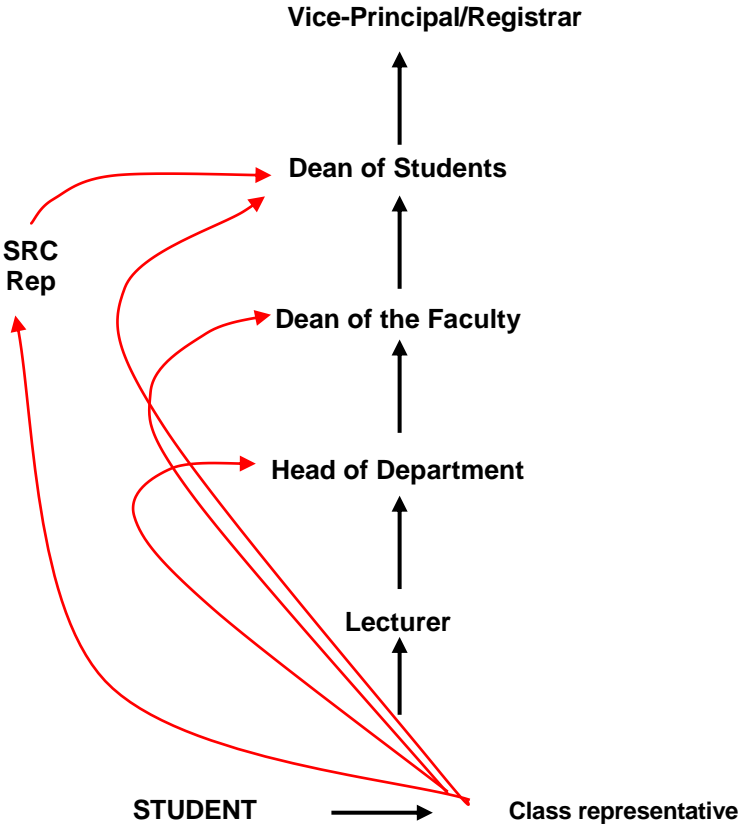 Vice-Principal/Registrar
Dean of Students
SRC
Rep
Dean of the Faculty
Head of Department
Lecturer
STUDENT
Class representative